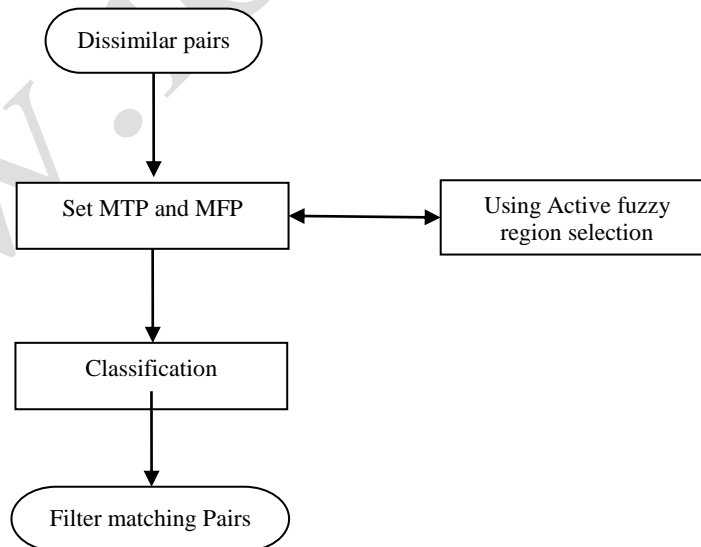 Dissimilar pairs
Set MTP and MFP
Using Active fuzzy
region selection
Classification
Filter matching Pairs